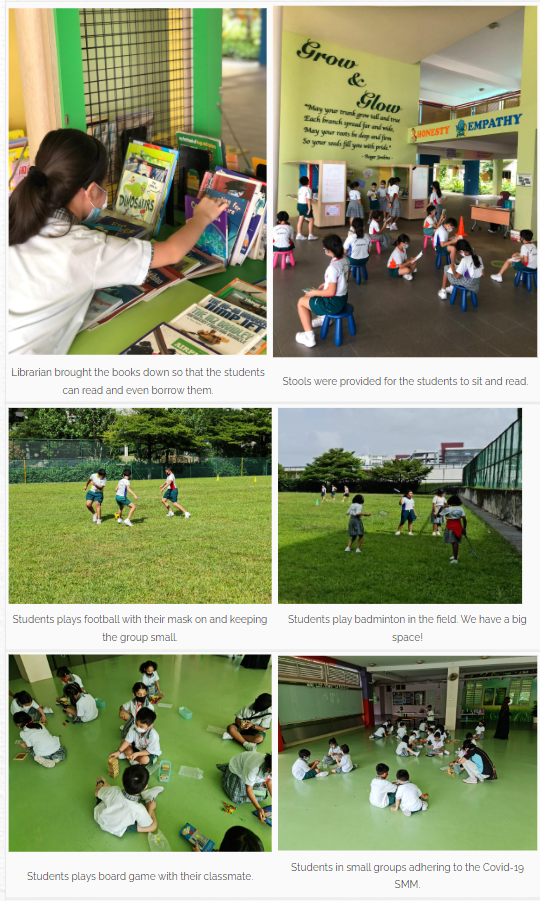 Grow
&
Glow
"May your trunk grow tall and true
Each branch spread far and wide,
May your roots be deep and firm
So your seeds fill you with pride."
HONESTY
EMPATHY
DINOSAURS
Librarian brought the books down so that the students
can read and even borrow them.
Stools were provided for the students to sit and read.
Students plays football with their mask on and keeping
the group small.
Students play badminton in the field. We have a big
space!
Students plays board game with their classmate.
Students in small groups adhering to the Covid-19
SMM.